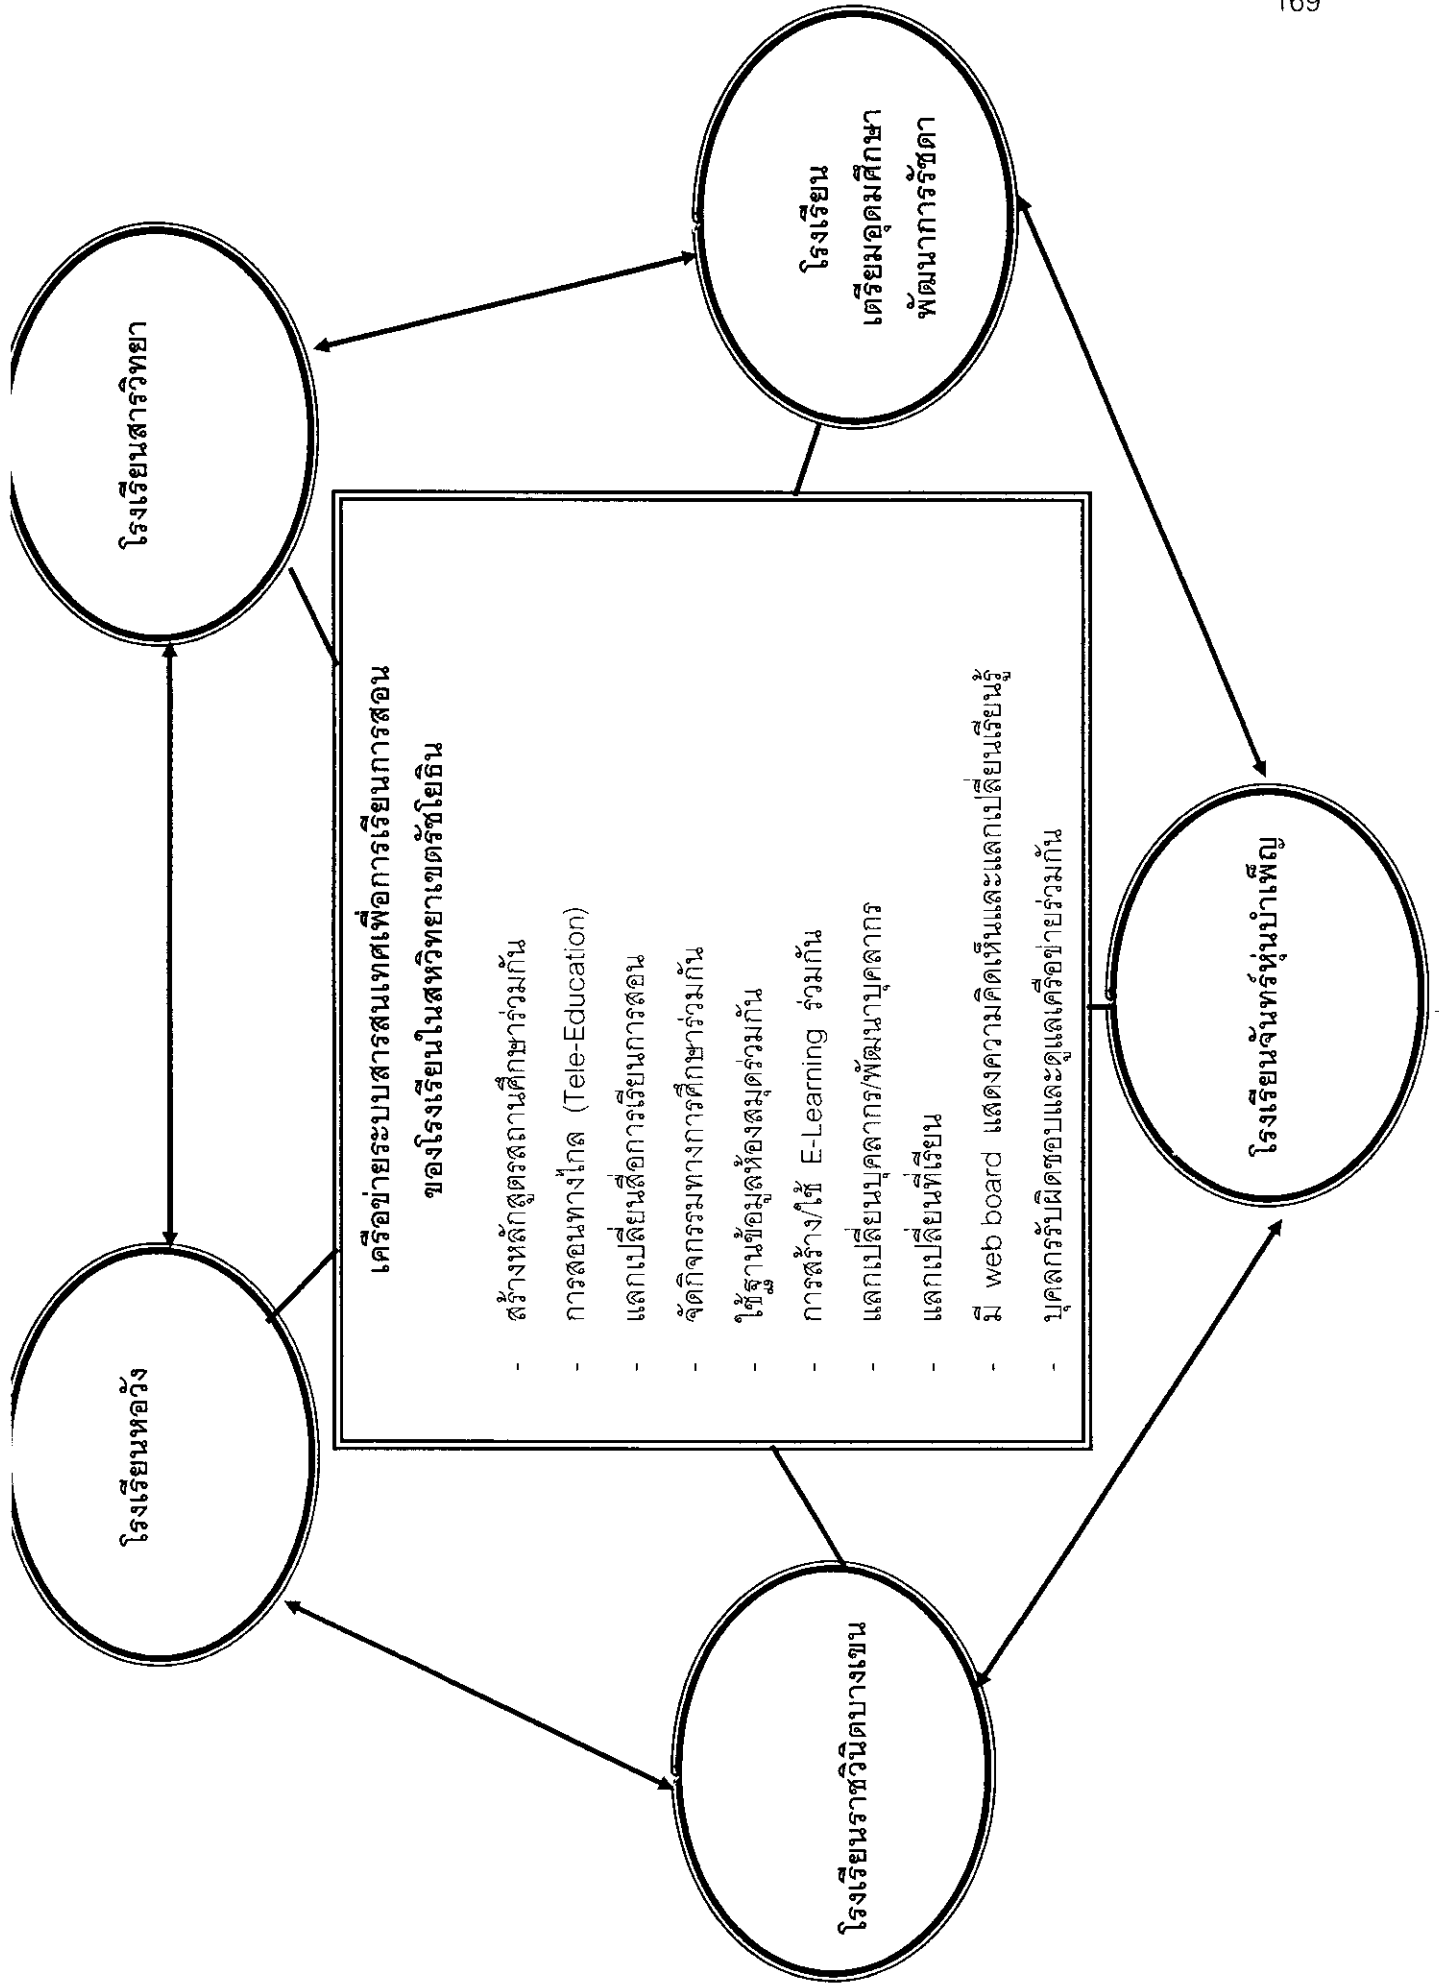 169
โรงเรียนหอวัง
โรงเรียนสารวิทยา
เครือข่ายระบบสารสนเทศเพื่อการเรียนการสอน
ของโรงเรียนในสหวิทยาเขตรัชโยธิน
- สร้างหลักสูตรสถานศึกษาร่วมกัน
- การสอนทางไกล (Tele-Education)
- แลกเปลี่ยนสื่อการเรียนการสอน
- จัดกิจกรรมทางการศึกษาร่วมกัน
- ใช้ฐานข้อมูลห้องสมุดร่วมกัน
- การสร้าง/ใช้ E-Learning ร่วมกัน
- แลกเปลี่ยนบุคลากร/พัฒนาบุคลากร
- แลกเปลี่ยนที่เรียน
- มี web board แสดงความคิดเห็นและแลกเปลี่ยนเรียนรู้
- บุคลกรรับผิดชอบและดูแลเครือข่ายร่วมกัน
โรงเรียนราชวินิตบางเขน
โรงเรียน
เตรียมอุดมศึกษา
พัฒนาการรัชดา
โรงเรียนจันทร์หุ่นบำเพ็ญ